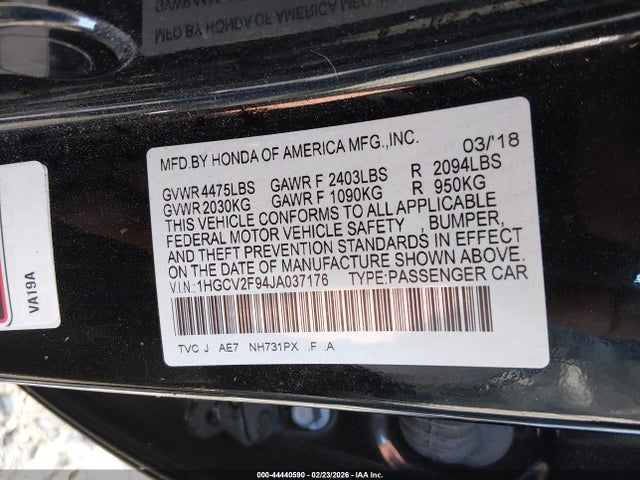 MFD.BY HONDA OF AMERICA MFG.,INC. 03/'18
GVWR 4475LBS GAWR F 2403LBS R 2094LBS
GVWR 2030KG GAWR F 1090KG R 950KG
THIS VEHICLE CONFORMS TO ALL APPLICABLE
FEDERAL MOTOR VEHICLE SAFETY , BUMPER,
AND THEFT PREVENTION STANDARDS IN EFFECT
ON THE DATE OF MANUFACTURE SHOWN ABOVE.
V.I.N.: 1HGCV2F94JA037176 TYPE:PASSENGER CAR
TVC J AE7 NH731PX .F .A
VA19A
000-44440590 - 02/23/2026 - IAA Inc.